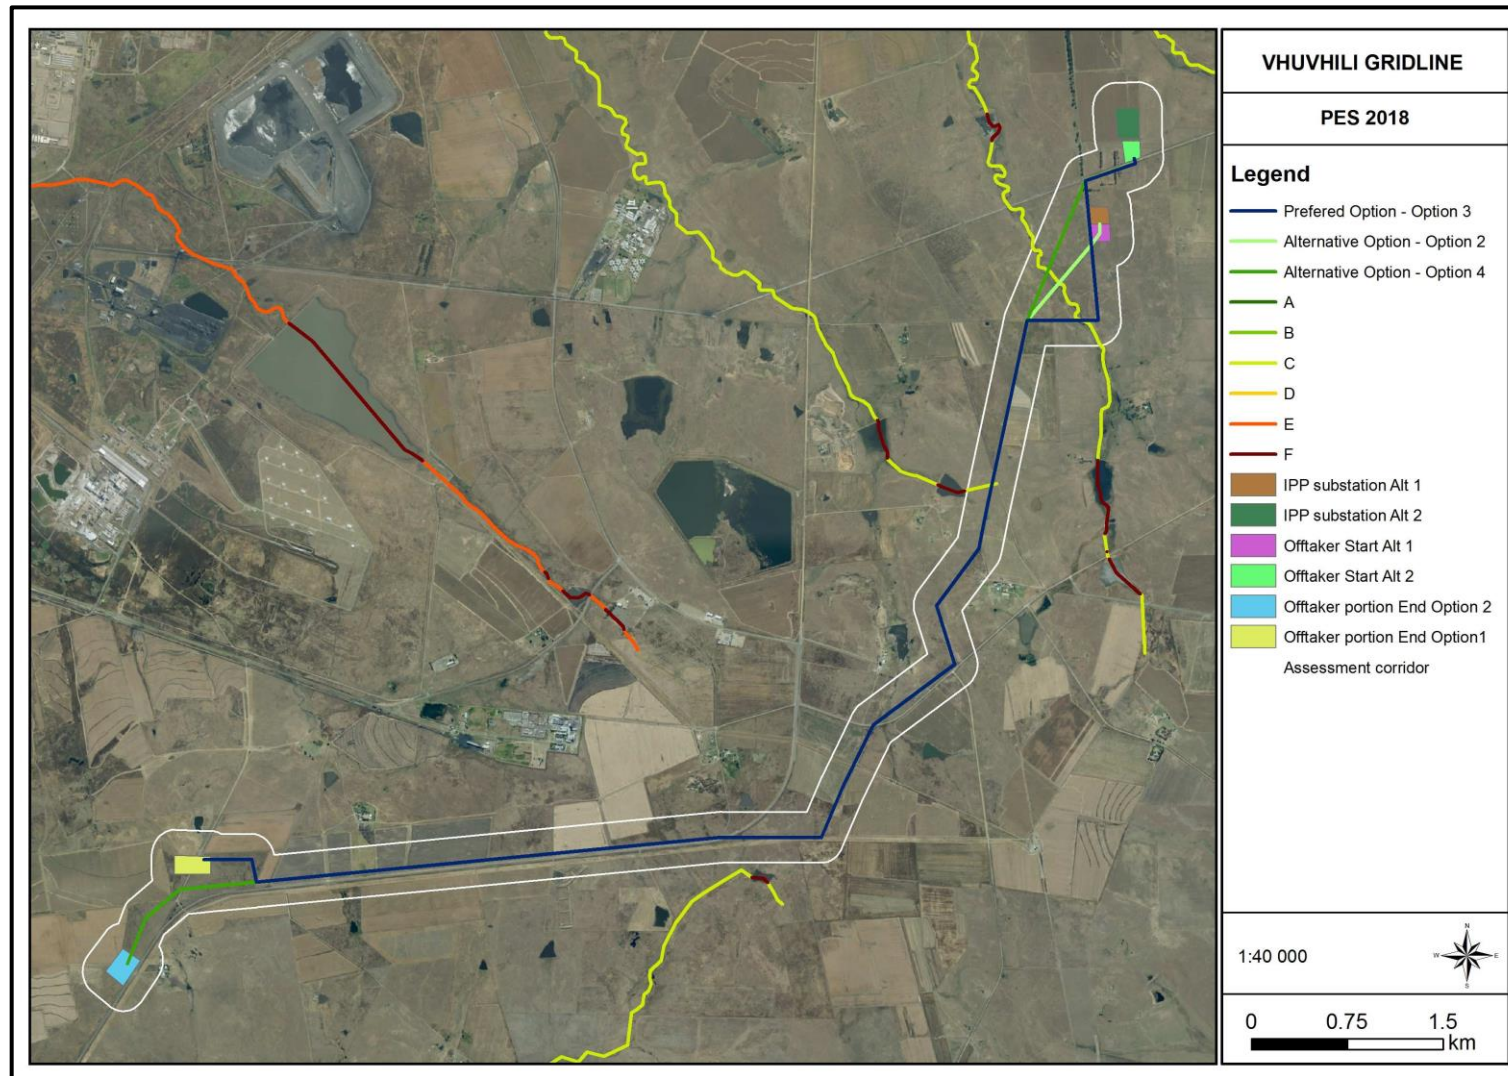 VHUVHILI GRIDLINE
PES 2018
Legend
Prefered Option - Option 3
Alternative Option - Option 2
Alternative Option - Option 4
A
B
C
D
E
F
IPP substation Alt 1
IPP substation Alt 2
Offtaker Start Alt 1
Offtaker Start Alt 2
Offtaker portion End Option 2
Offtaker portion End Option1
Assessment corridor
1:40 000
N
W E
S
0 0.75 1.5
km